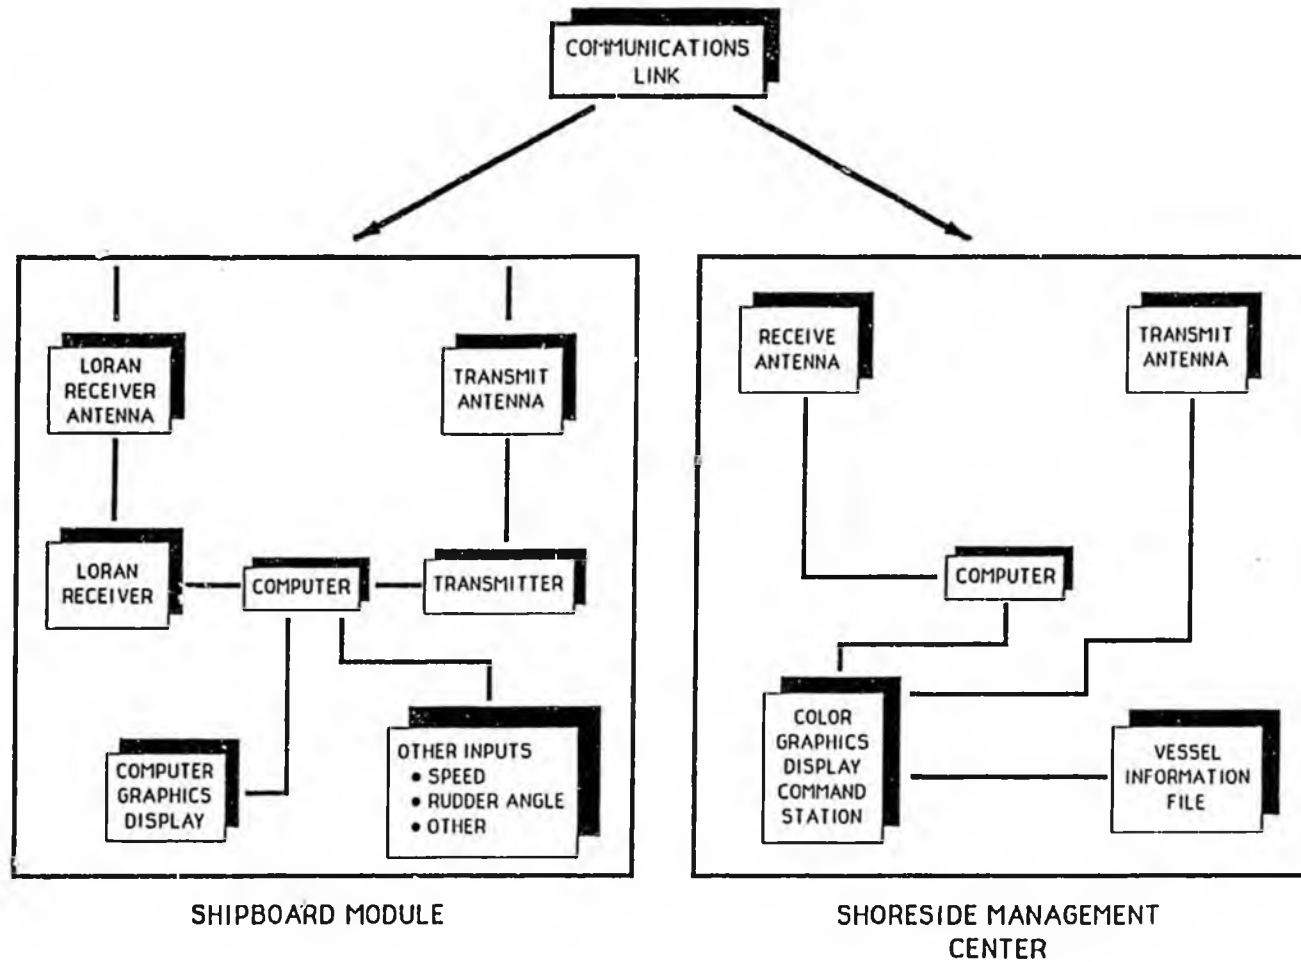 COMMUNICATIONS
LINK
LORAN
RECEIVER
ANTENNA
TRANSMIT
ANTENNA
LORAN
RECEIVER
COMPUTER
TRANSMITTER
COMPUTER
GRAPHICS
DISPLAY
OTHER INPUTS
• SPEED
• RUDDER ANGLE
• OTHER
SHIPBOARD MODULE
RECEIVE
ANTENNA
TRANSMIT
ANTENNA
COMPUTER
COLOR
GRAPHICS
DISPLAY
COMMAND
STATION
VESSEL
INFORMATION
FILE
SHORESIDE MANAGEMENT
CENTER